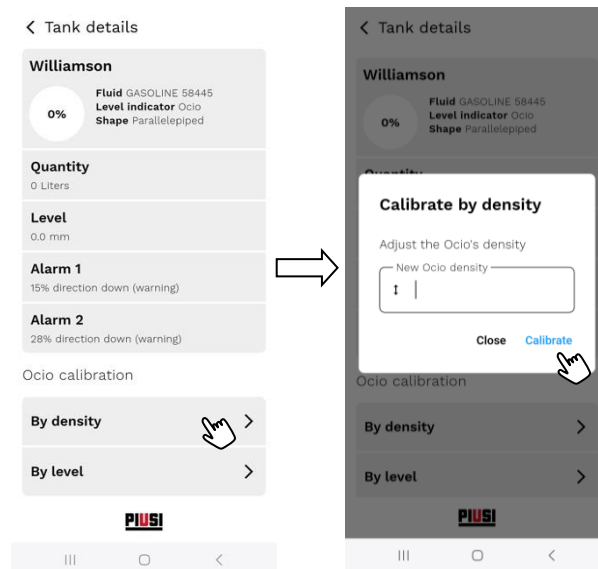 Tank details
Williamson
0%
Fluid GASOLINE 58445
Level indicator Ocio
Shape Parallelepiped
Quantity
0 Liters
Level
0.0 mm
Alarm 1
15% direction down (warning)
Alarm 2
28% direction down (warning)
Ocio calibration
By density
By level
PIUSI
Tank details
Williamson
0%
Fluid GASOLINE 58445
Level indicator Ocio
Shape Parallelepiped
Quantity
Calibrate by density
Adjust the Ocio's density
New Ocio density
Close Calibrate
Ocio calibration
By density
By level
PIUSI